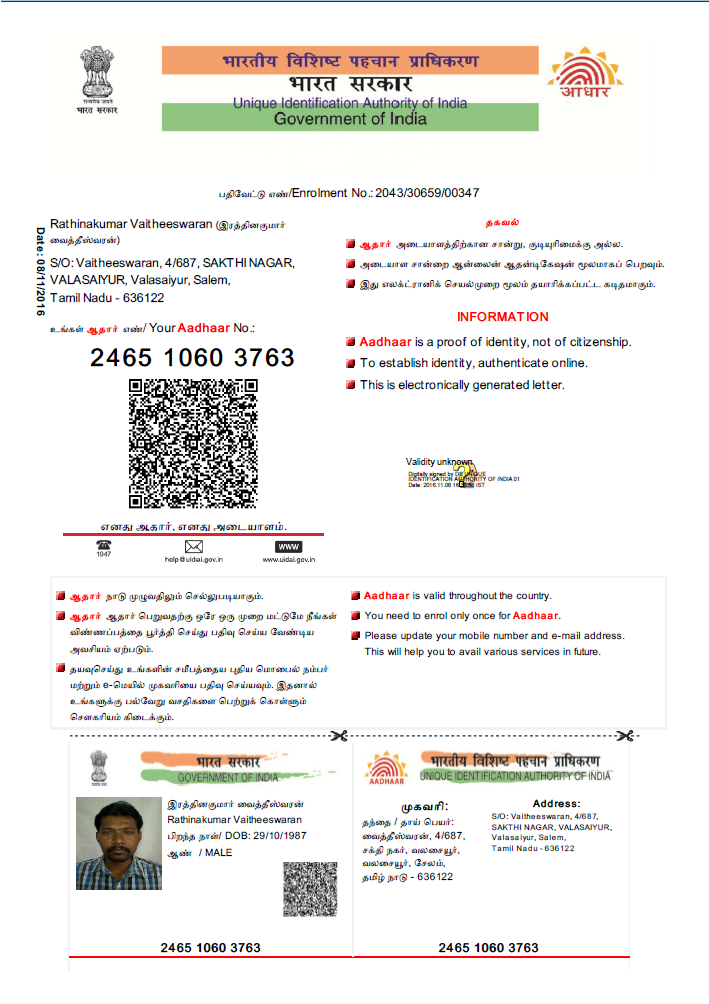 भारतीय विशिष्ट पहचान प्राधिकरण
भारत सरकार
Unique Identification Authority of India
Government of India
सत्यमेव जयते
भारत सरकार
आधार
பதிவேட்டு எண்/Enrolment No.: 2043/30659/00347
Date: 08/11/2016
Rathinakumar Vaitheeswaran (இரத்தினகுமார்
வைத்தீஸ்வரன்)
S/O: Vaitheeswaran, 4/687, SAKTHI NAGAR,
VALASAIYUR, Valasaiyur, Salem,
Tamil Nadu - 636122
உங்கள் ஆதார் எண்/ Your Aadhaar No.:
2465 1060 3763
எனது ஆதார், எனது அடையாளம்.
1947
help@uidai.gov.in
www
www.uidai.gov.in
தகவல்
ஆதார் அடையாளத்திற்கான சான்று, குடியுரிமைக்கு அல்ல.
அடையாள சான்றை ஆன்லைன் ஆதன்டிகேஷன் மூலமாகப் பெறவும்.
இது எலக்ட்ரானிக் செயல்முறை மூலம் தயாரிக்கப்பட்ட கடிதமாகும்.
INFORMATION
Aadhaar is a proof of identity, not of citizenship.
To establish identity, authenticate online.
This is electronically generated letter.
Validity unknown
Digitally signed by DS UNIQUE
IDENTIFICATION AUTHORITY OF INDIA 01
Date: 2016.11.08 IST
ஆதார் நாடு முழுவதிலும் செல்லுபடியாகும்.
ஆதார் ஆதார் பெறுவதற்கு ஒரே ஒரு முறை மட்டுமே நீங்கள்
விண்ணப்பத்தை பூர்த்தி செய்து பதிவு செய்ய வேண்டிய
அவசியம் ஏற்படும்.
தயவுசெய்து உங்களின் சமீபத்தைய புதிய மொபைல் நம்பர்
மற்றும் e-மெயில் முகவரியை பதிவு செய்யவும். இதனால்
உங்களுக்கு பல்வேறு வசதிகளை பெற்றுக் கொள்ளும்
சௌகரியம் கிடைக்கும்.
Aadhaar is valid throughout the country.
You need to enrol only once for Aadhaar.
Please update your mobile number and e-mail address.
This will help you to avail various services in future.
भारत सरकार
GOVERNMENT OF INDIA
இரத்தினகுமார் வைத்தீஸ்வரன்
Rathinakumar Vaitheeswaran
பிறந்த நாள்/ DOB: 29/10/1987
ஆண் / MALE
2465 1060 3763
भारतीय विशिष्ट पहचान प्राधिकरण
UNIQUE IDENTIFICATION AUTHORITY OF INDIA
AADHAAR
முகவரி:
தந்தை / தாய் பெயர்:
வைத்தீஸ்வரன், 4/687,
சக்தி நகர், வலசையூர்,
வலசையூர், சேலம்,
தமிழ் நாடு - 636122
Address:
S/O: Vaitheeswaran, 4/687,
SAKTHI NAGAR, VALASAIYUR,
Valasaiyur, Salem,
Tamil Nadu - 636122
2465 1060 3763